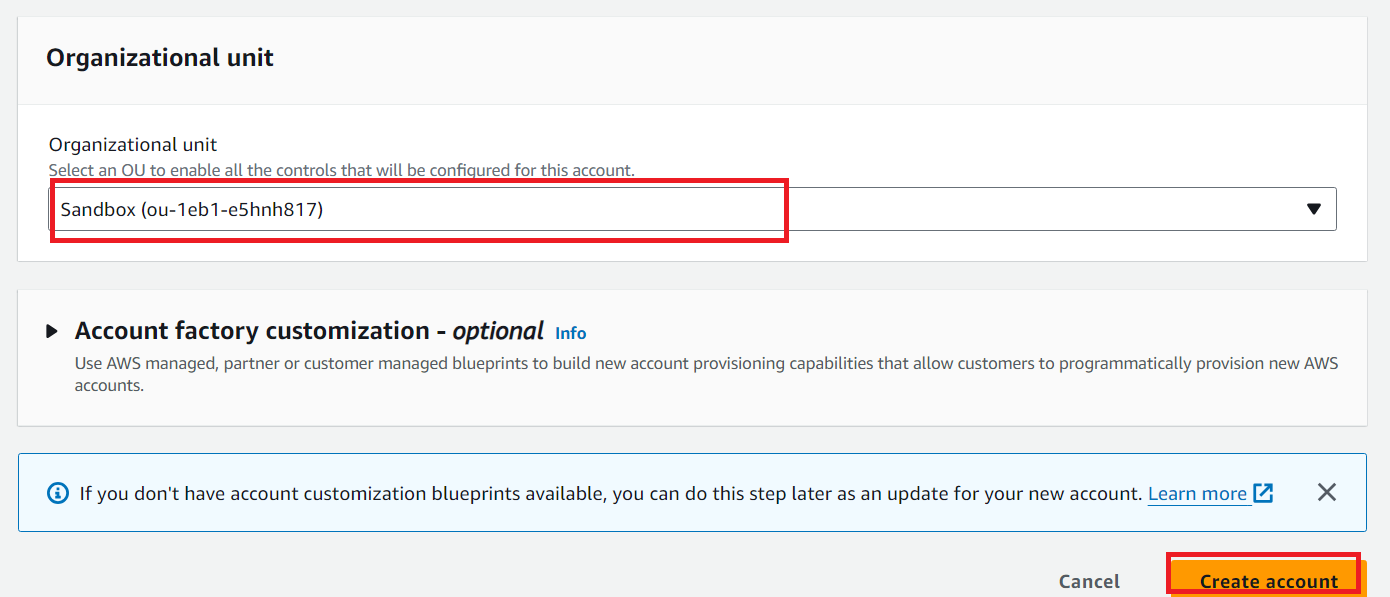 Organizational unit
Organizational unit
Select an OU to enable all the controls that will be configured for this account.
Sandbox (ou-1eb1-e5hnh817)
Account factory customization - optional Info
Use AWS managed, partner or customer managed blueprints to build new account provisioning capabilities that allow customers to programmatically provision new AWS
accounts.
If you don't have account customization blueprints available, you can do this step later as an update for your new account. Learn more
Cancel Create account